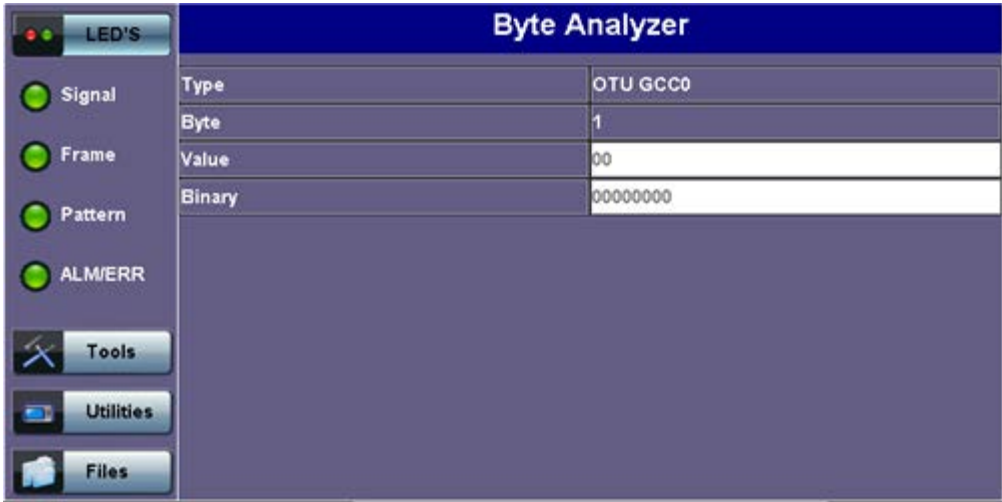 LED'S
Signal
Frame
Pattern
ALM/ERR
Tools
Utilities
Files
Byte Analyzer
Type OTU GCC0
Byte 1
Value 00
Binary 00000000